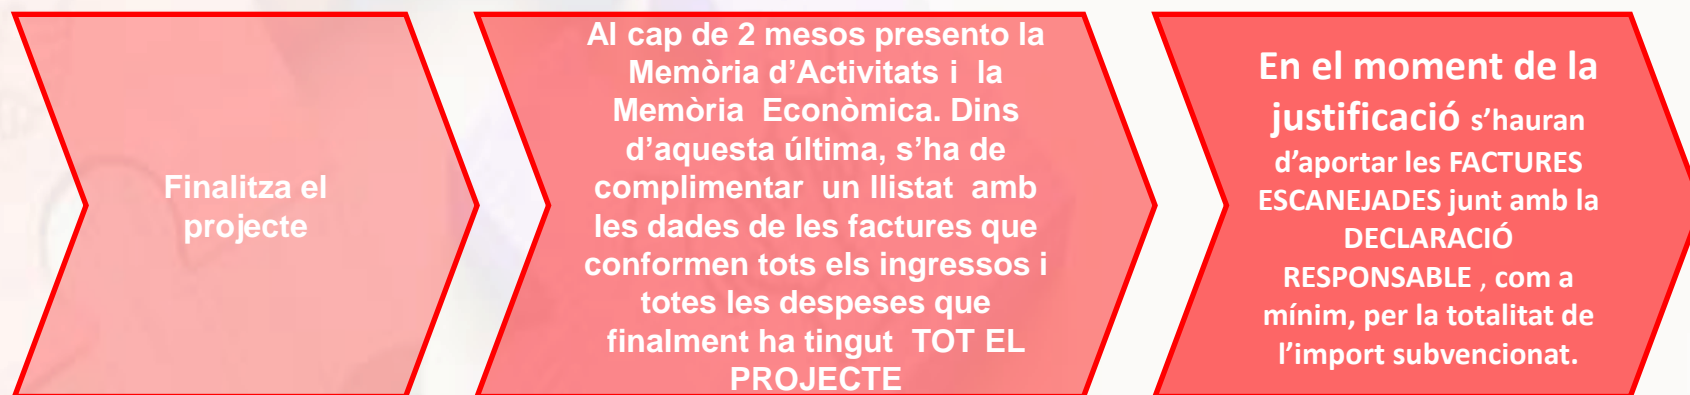 Finalitza el
projecte
Al cap de 2 mesos presento la
Memòria d’Activitats i la
Memòria Econòmica. Dins
d’aquesta última, s’ha de
complimentar un llistat amb
les dades de les factures que
conformen tots els ingressos i
totes les despeses que
finalment ha tingut TOT EL
PROJECTE
En el moment de la
justificació s’hauran
d’aportar les FACTURES
ESCANEJADES junt amb la
DECLARACIÓ
RESPONSABLE , com a
mínim, per la totalitat de
l’import subvencionat.